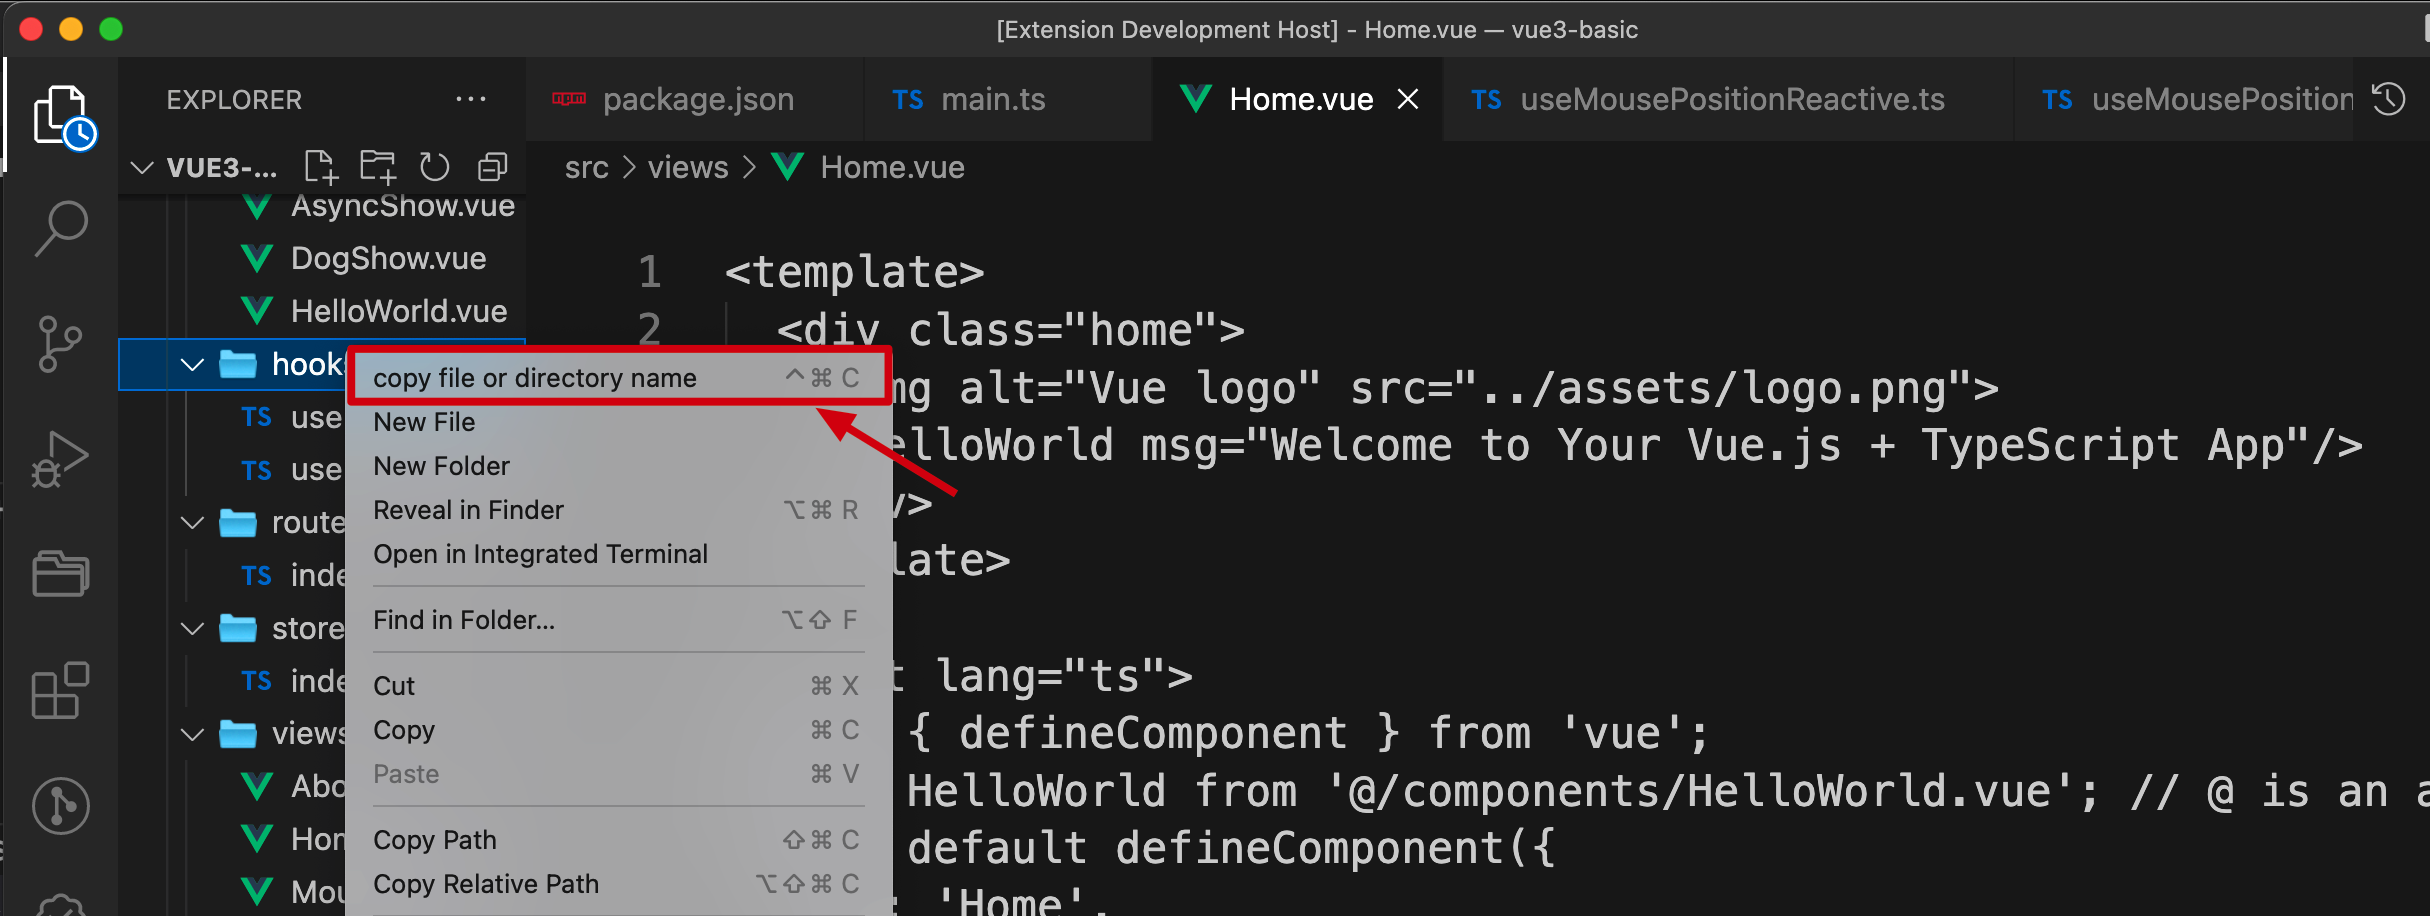 [Extension Development Host] - Home.vue — vue3-basic
EXPLORER
package.json
TS main.ts
Home.vue
TS useMousePositionReactive.ts
TS useMousePosition
VUE3-...
src > views > Home.vue
AsyncShow.vue
DogShow.vue
HelloWorld.vue
hooks
TS use
TS use
route
TS inde
store
TS inde
views
Abo
Hom
Mou
copy file or directory name ^⌘ C
New File
New Folder
Reveal in Finder ⌥⌘ R
Open in Integrated Terminal
Find in Folder... ⌥⇧ F
Cut ⌘ X
Copy ⌘ C
Paste ⌘ V
Copy Path ⇧⌘ C
Copy Relative Path ⌥⇧⌘ C
1 <template>
2 <div class="home">
mg alt="Vue logo" src="../assets/logo.png">
elloWorld msg="Welcome to Your Vue.js + TypeScript App"/>
v>
late>
t lang="ts">
{ defineComponent } from 'vue';
HelloWorld from '@/components/HelloWorld.vue'; // @ is an a
default defineComponent({
: 'Home',